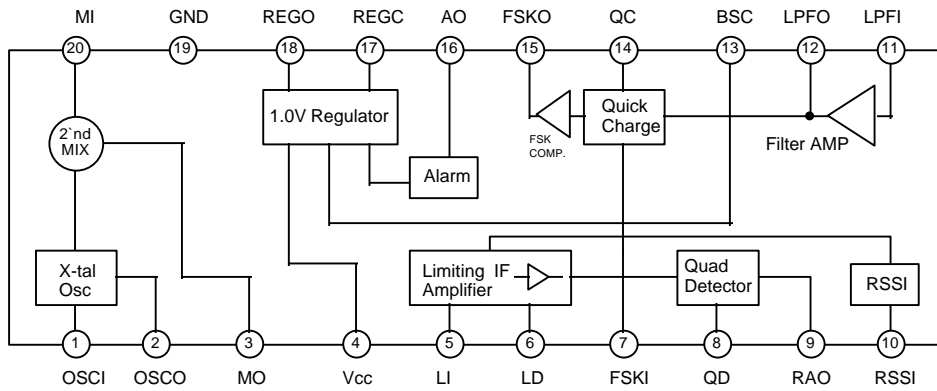 MI GND REGO REGC AO FSKO QC BSC LPFO LPFI
20 19 18 17 16 15 14 13 12 11
1.0V Regulator
Quick
Charge
2`nd
MIX
FSK
COMP.
Filter AMP
Alarm
X-tal
Osc
Limiting IF
Amplifier
Quad
Detector
RSSI
1 2 3 4 5 6 7 8 9 10
OSCI OSCO MO Vcc LI LD FSKI QD RAO RSSI